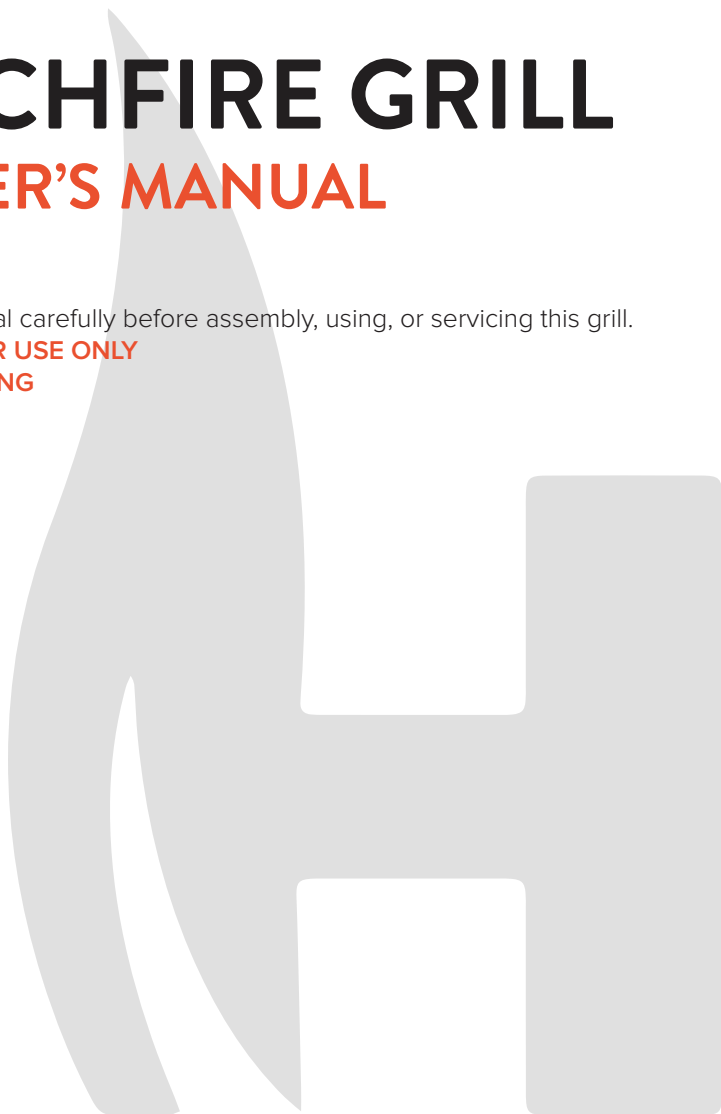 CHFIRE GRILL
ER’S MANUAL
al carefully before assembly, using, or servicing this grill.
R USE ONLY
NG